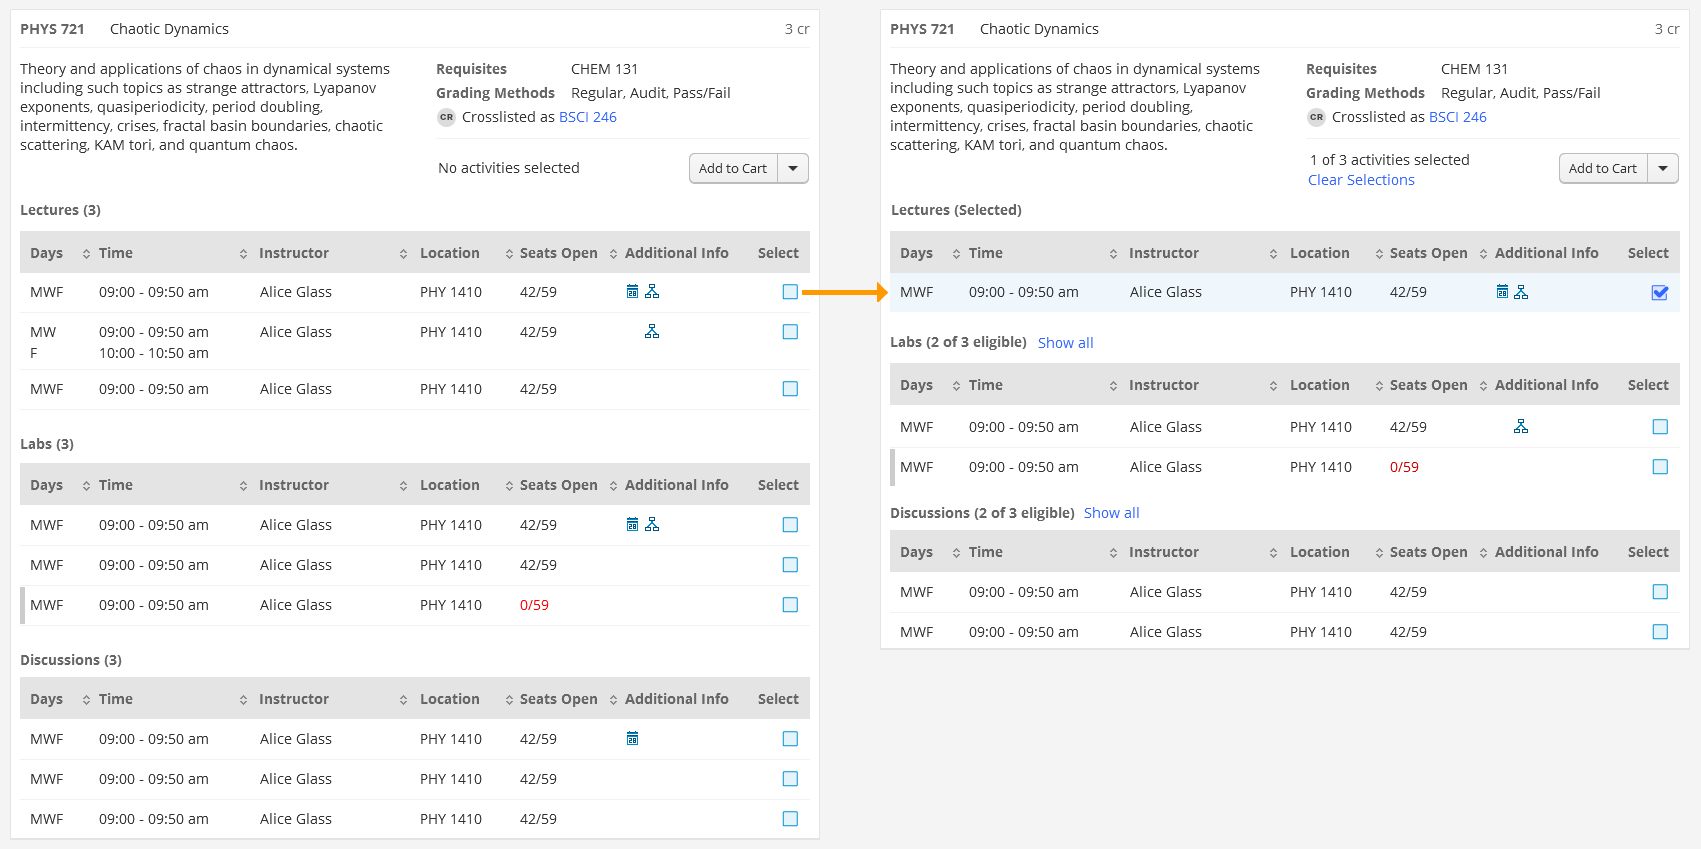 PHYS 721 Chaotic Dynamics 3 cr
Theory and applications of chaos in dynamical systems
including such topics as strange attractors, Lyapanov
exponents, quasiperiodicity, period doubling,
intermittency, crises, fractal basin boundaries, chaotic
scattering, KAM tori, and quantum chaos.
Requisites CHEM 131
Grading Methods Regular, Audit, Pass/Fail
CR Crosslisted as BSCI 246
No activities selected Add to Cart
Lectures (3)
Days Time Instructor Location Seats Open Additional Info Select
MWF 09:00 - 09:50 am Alice Glass PHY 1410 42/59 28
MW 09:00 - 09:50 am Alice Glass PHY 1410 42/59
F 10:00 - 10:50 am
MWF 09:00 - 09:50 am Alice Glass PHY 1410 42/59
Labs (3)
Days Time Instructor Location Seats Open Additional Info Select
MWF 09:00 - 09:50 am Alice Glass PHY 1410 42/59 28
MWF 09:00 - 09:50 am Alice Glass PHY 1410 42/59
MWF 09:00 - 09:50 am Alice Glass PHY 1410 0/59
Discussions (3)
Days Time Instructor Location Seats Open Additional Info Select
MWF 09:00 - 09:50 am Alice Glass PHY 1410 42/59 28
MWF 09:00 - 09:50 am Alice Glass PHY 1410 42/59
MWF 09:00 - 09:50 am Alice Glass PHY 1410 42/59
PHYS 721 Chaotic Dynamics 3 cr
Theory and applications of chaos in dynamical systems
including such topics as strange attractors, Lyapanov
exponents, quasiperiodicity, period doubling,
intermittency, crises, fractal basin boundaries, chaotic
scattering, KAM tori, and quantum chaos.
Requisites CHEM 131
Grading Methods Regular, Audit, Pass/Fail
CR Crosslisted as BSCI 246
1 of 3 activities selected
Clear Selections
Add to Cart
Lectures (Selected)
Days Time Instructor Location Seats Open Additional Info Select
MWF 09:00 - 09:50 am Alice Glass PHY 1410 42/59 28
Labs (2 of 3 eligible) Show all
Days Time Instructor Location Seats Open Additional Info Select
MWF 09:00 - 09:50 am Alice Glass PHY 1410 42/59
MWF 09:00 - 09:50 am Alice Glass PHY 1410 0/59
Discussions (2 of 3 eligible) Show all
Days Time Instructor Location Seats Open Additional Info Select
MWF 09:00 - 09:50 am Alice Glass PHY 1410 42/59
MWF 09:00 - 09:50 am Alice Glass PHY 1410 42/59